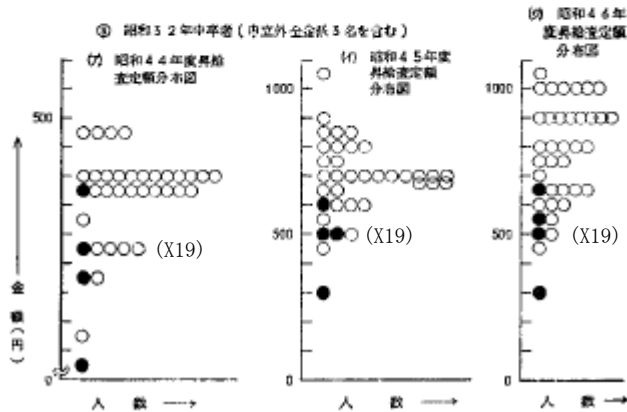 ③ 昭和32年中卒者(内立外全金派3名を含む)
(ア) 昭和44年度昇給
査定額分布図
(イ) 昭和45年度
昇給査定額
分布図
(ウ) 昭和46年
度昇給査定額
分布図
500
0
1000
500
0
1000
500
0
(X19)
(X19)
(X19)
金額(円)
人数
人数
人数